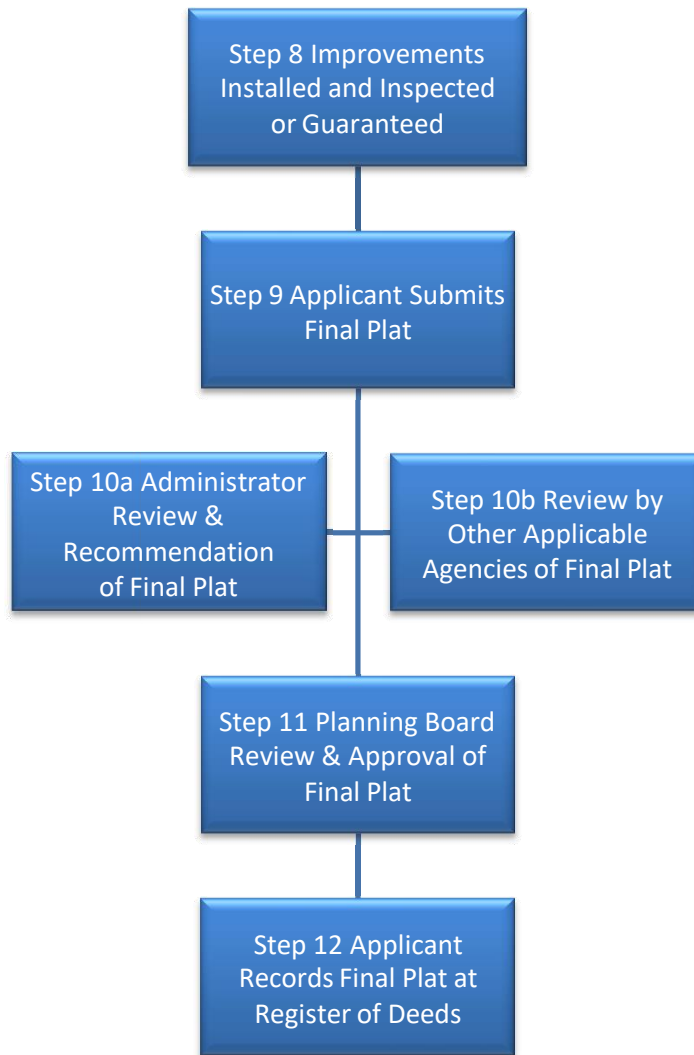 Step 8 Improvements
Installed and Inspected
or Guaranteed
Step 9 Applicant Submits
Final Plat
Step 10a Administrator
Review &
Recommendation
of Final Plat
Step 10b Review by
Other Applicable
Agencies of Final Plat
Step 11 Planning Board
Review & Approval of
Final Plat
Step 12 Applicant
Records Final Plat at
Register of Deeds